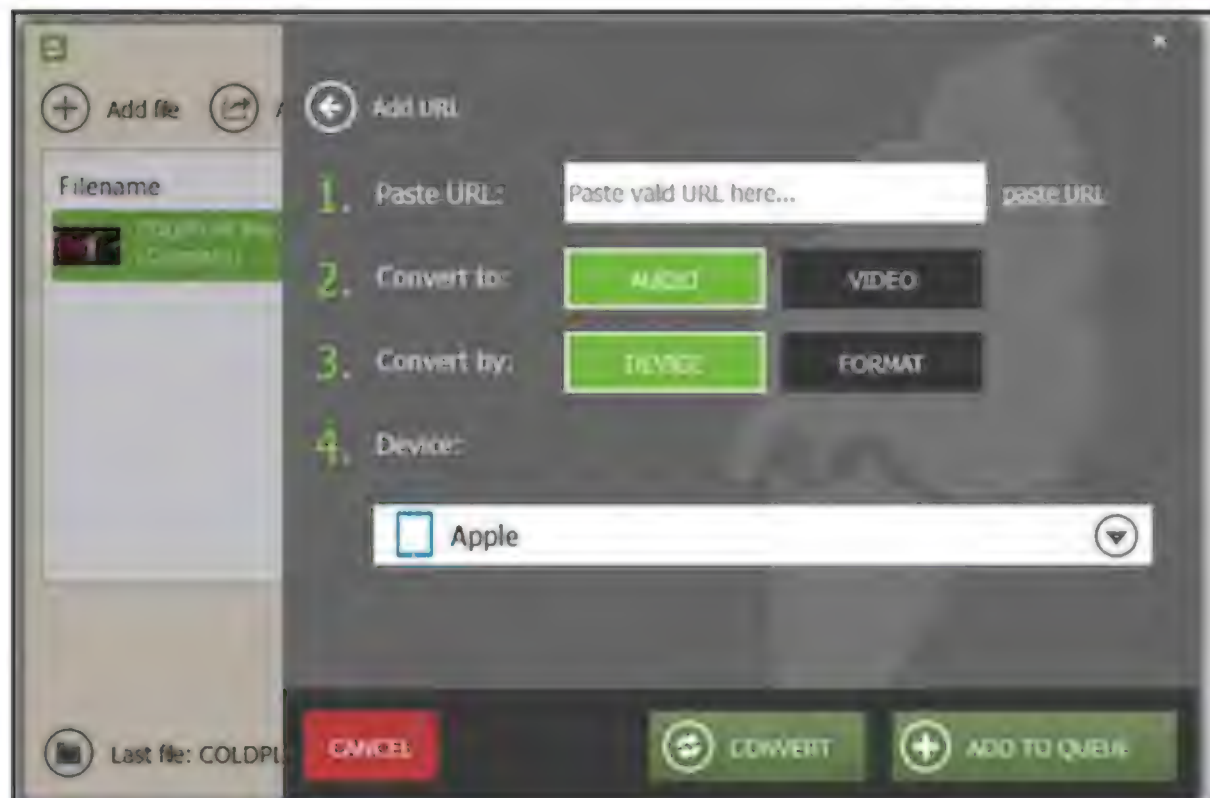 Add file
Add URL
Filename
1. Paste URL:
Paste vald URL here...
paste URL
2. Convert to:
AUDIO
VIDEO
3. Convert by:
DEVICE
FORMAT
4. Device:
Apple
Last file: COLDPL
CANCEL
CONVERT
ADD TO QUEUE